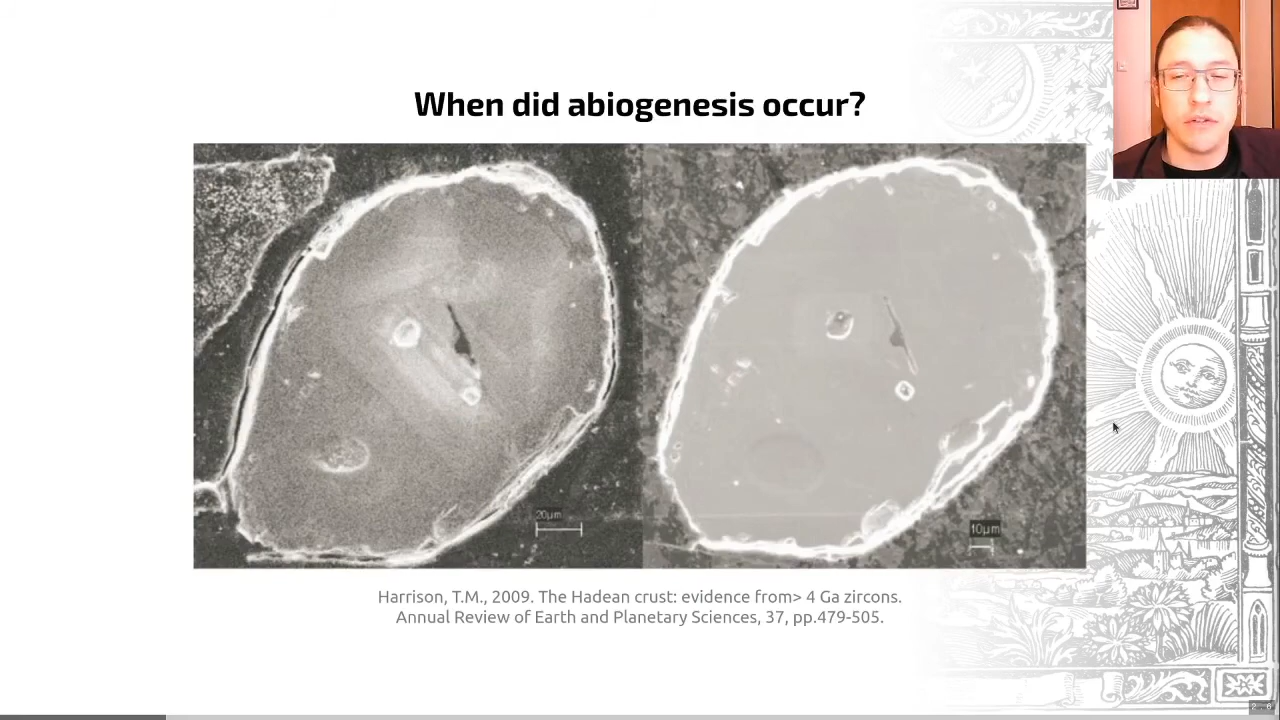 When did abiogenesis occur?
20µm
10µm
Harrison, T.M., 2009. The Hadean crust: evidence from> 4 Ga zircons.
Annual Review of Earth and Planetary Sciences, 37, pp.479-505.